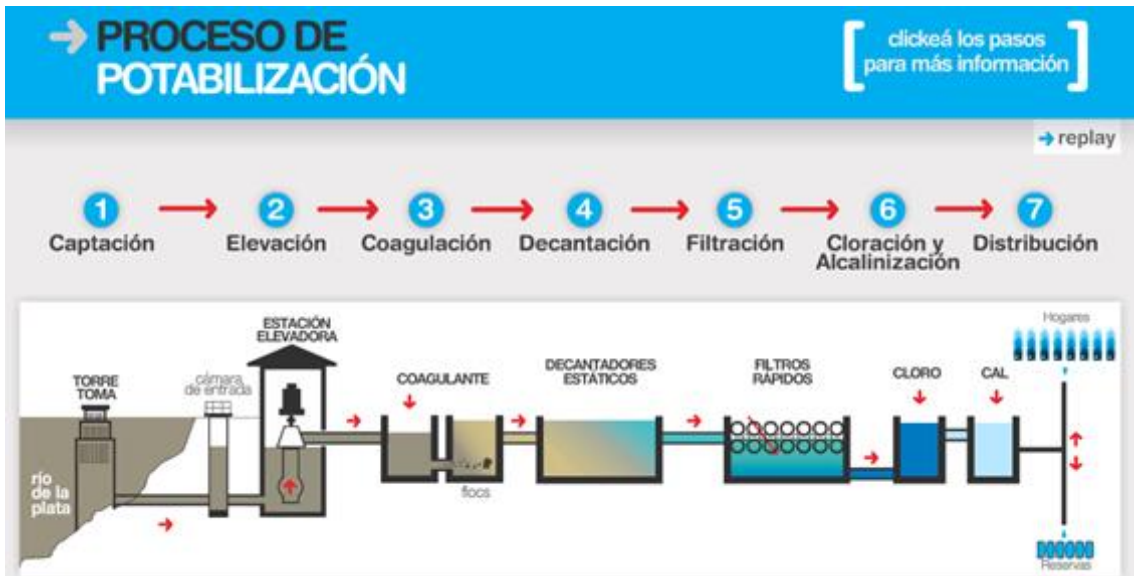 PROCESO DE
POTABILIZACIÓN
clickeá los pasos
para más información
replay
1
2
3
4
5
6
7
Captación
Elevación
Coagulación
Decantación
Filtración
Cloración y
Alcalinización
Distribución
Hogares
ESTACIÓN
ELEVADORA
TORRE
TOMA
cámara
de entrada
COAGULANTE
DECANTADORES
ESTÁTICOS
FILTROS
RÁPIDOS
CLORO
CAL
río
de la
plata
flocs
Reservas